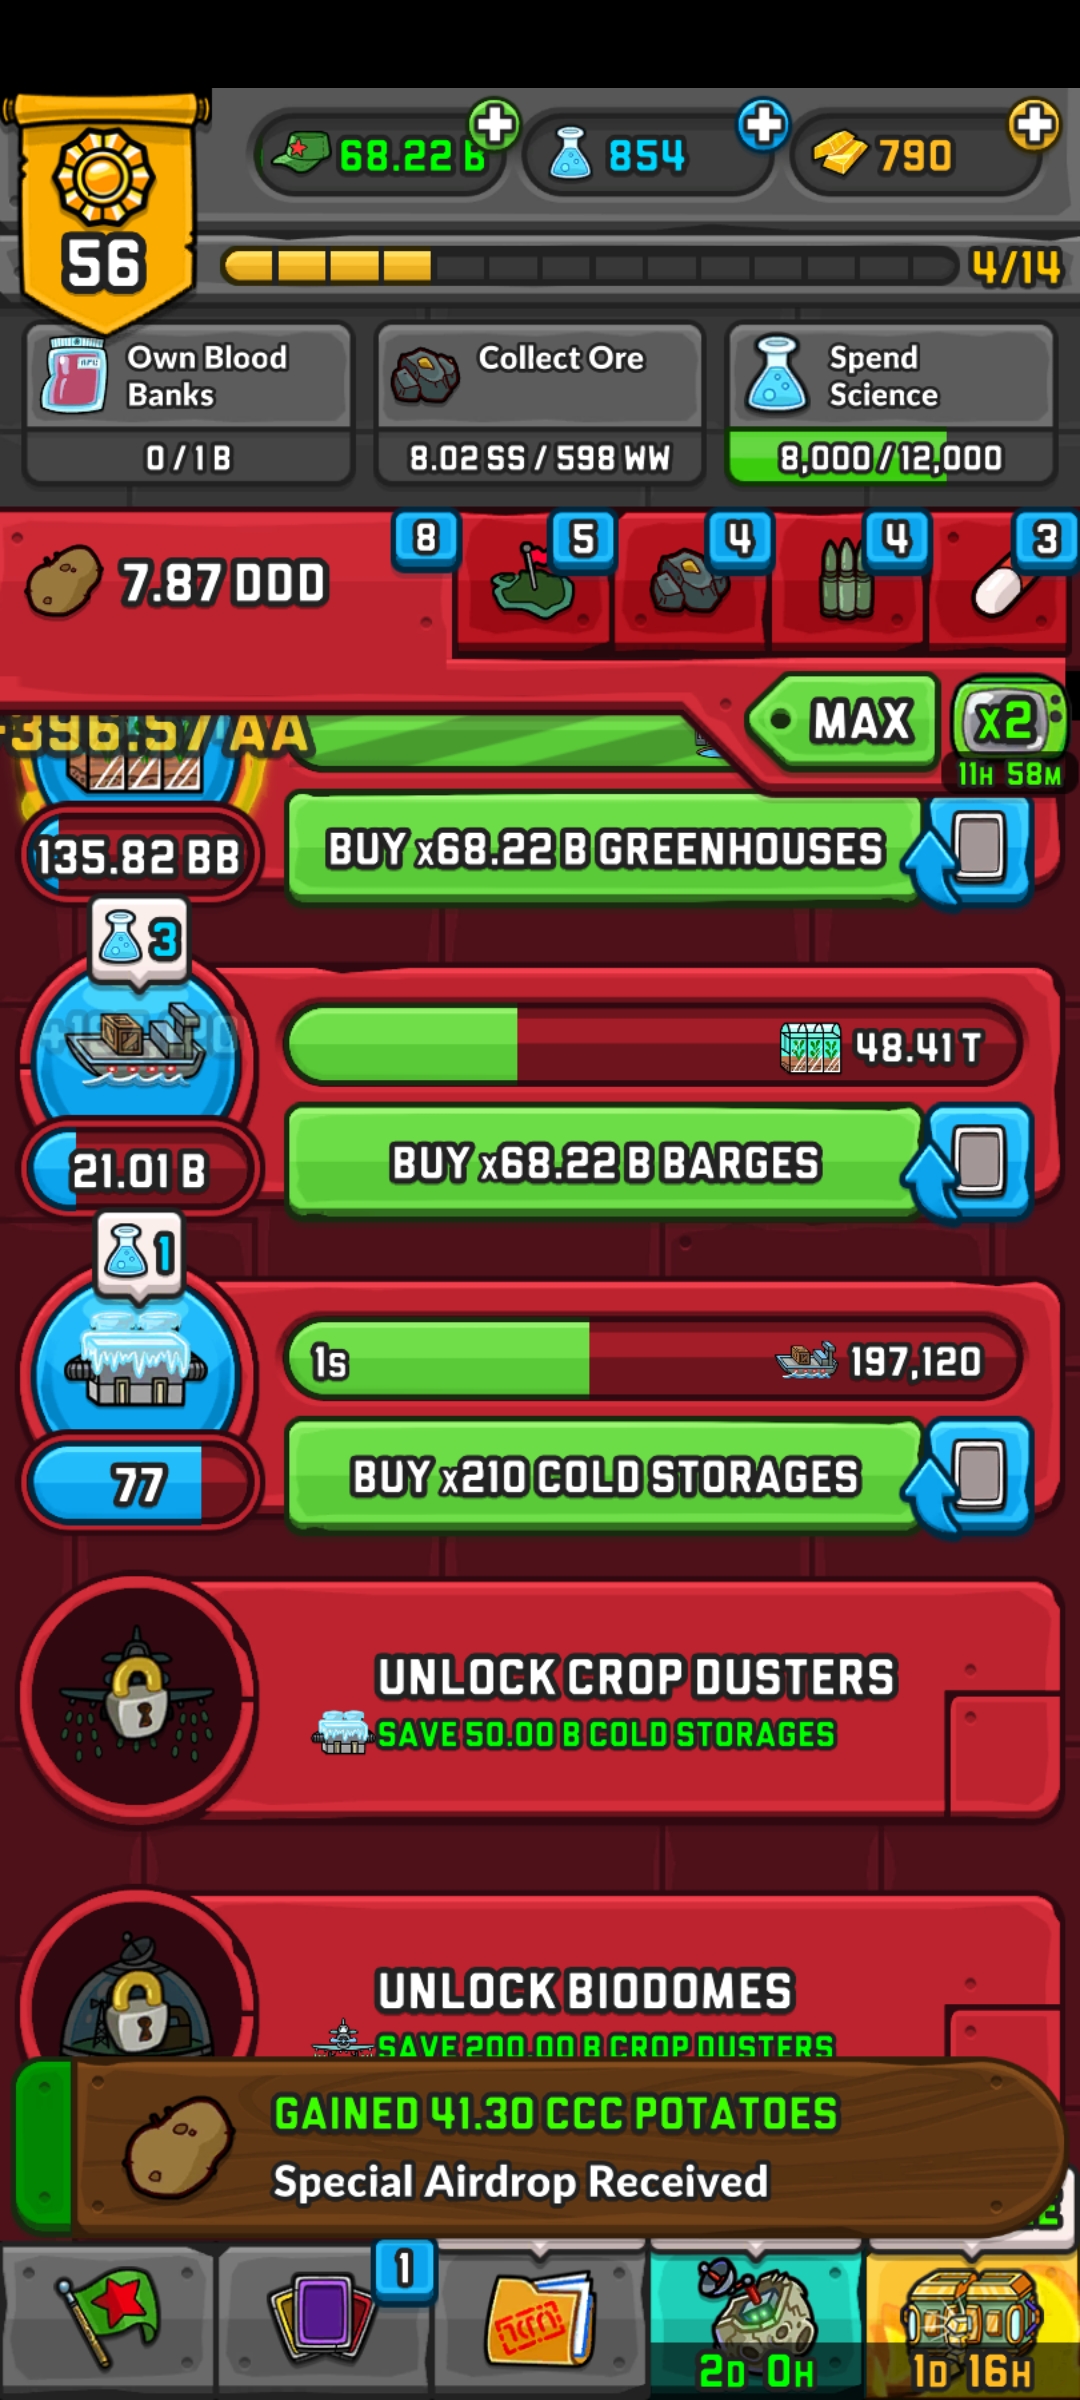 68.22 B
854
790
56
4/14
Own Blood
Banks
0 / 1 B
Collect Ore
8.02 SS / 598 WW
Spend
Science
8,000 / 12,000
7.87 DDD
8
5
4
4
3
MAX
x2
11H 58M
396.57 AA
135.82 BB
BUY x68.22 B GREENHOUSES
3
48.41 T
21.01 B
BUY x68.22 B BARGES
1
1S
197,120
77
BUY x210 COLD STORAGES
UNLOCK CROP DUSTERS
SAVE 50.00 B COLD STORAGES
UNLOCK BIODOMES
SAVE 200.00 B CROP DUSTERS
GAINED 41.30 CCC POTATOES
Special Airdrop Received
1
2D 0H
1D 16H